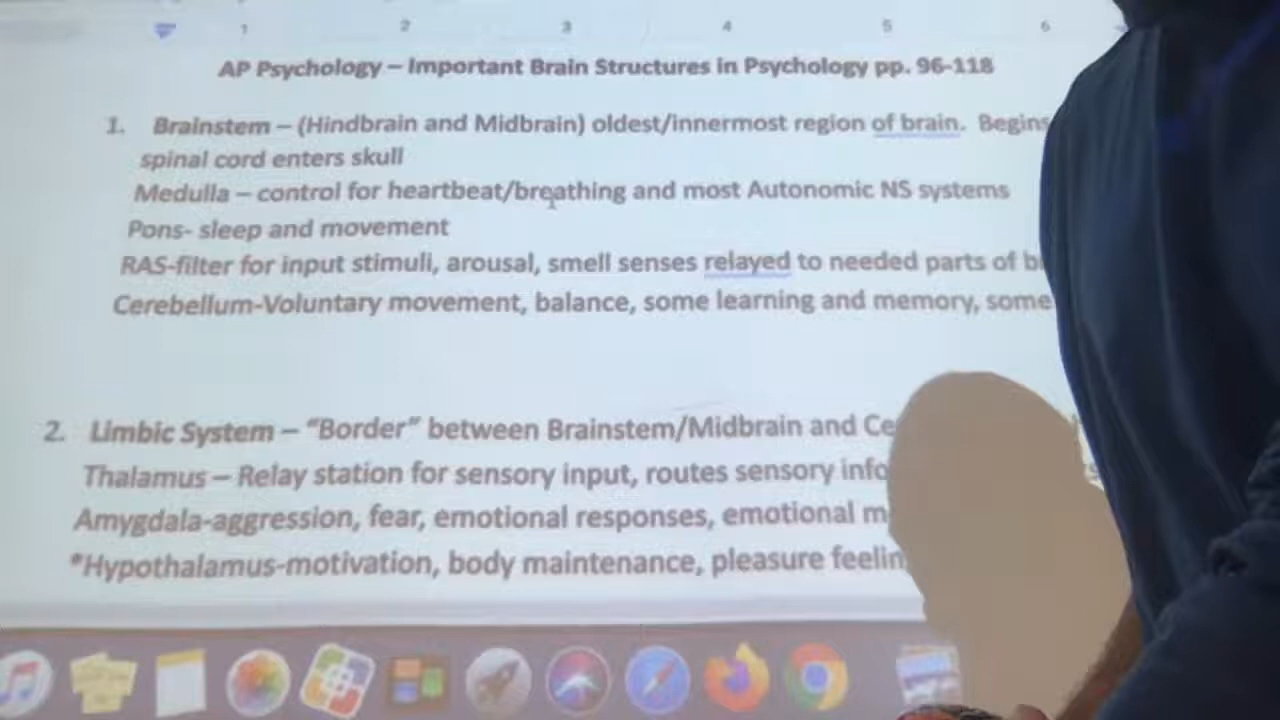 1 2 3 4 5 6
AP Psychology – Important Brain Structures in Psychology pp. 96-118
1. Brainstem – (Hindbrain and Midbrain) oldest/innermost region of brain. Begins
spinal cord enters skull
Medulla – control for heartbeat/breathing and most Autonomic NS systems
Pons- sleep and movement
RAS-filter for input stimuli, arousal, smell senses relayed to needed parts of
Cerebellum-Voluntary movement, balance, some learning and memory, some
2. Limbic System – “Border” between Brainstem/Midbrain and
Thalamus – Relay station for sensory input, routes sensory info
Amygdala-aggression, fear, emotional responses, emotional
*Hypothalamus-motivation, body maintenance, pleasure